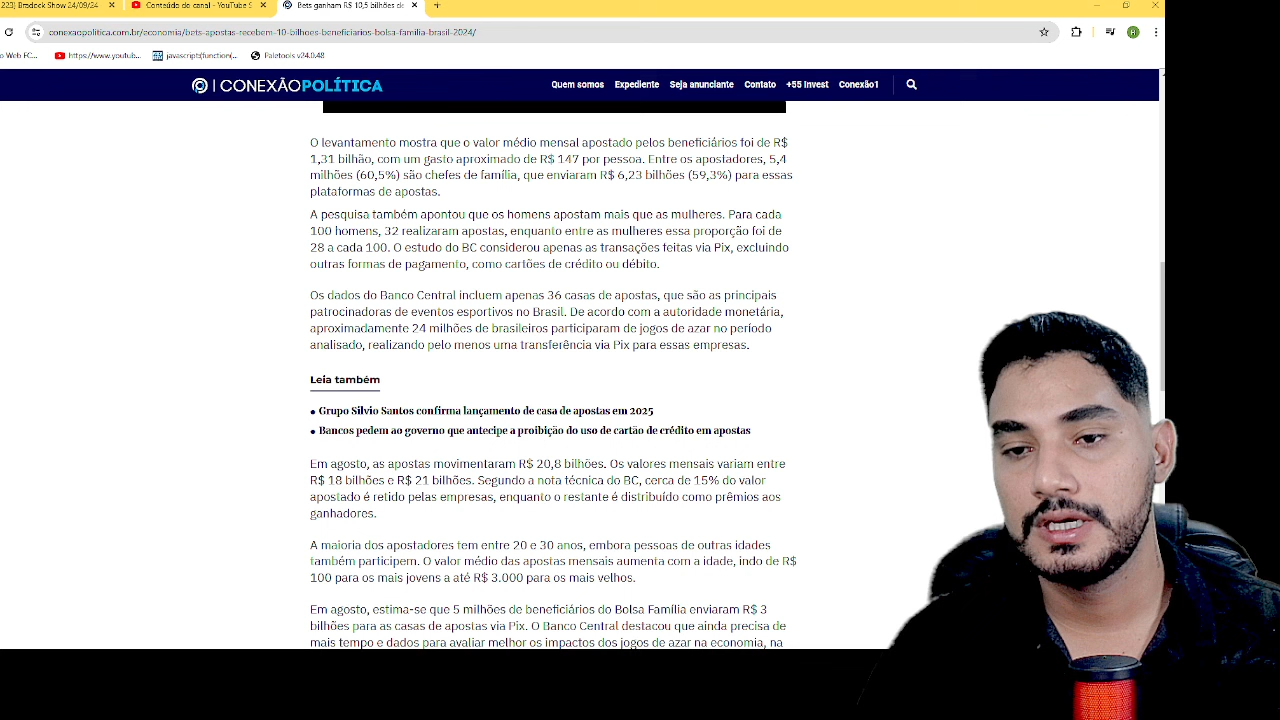 223) Bradock Show 24/09/24
Conteúdo do canal - YouTube S
Bets ganham R$ 10,5 bilhões de
conexaopolitica.com.br/economia/bets-apostas-recebem-10-bilhoes-beneficiarios-bolsa-familia-brasil-2024/
o Web FC...
https://www.youtub...
javascript:(function(...
Paletools v24.0.48
| CONEXÃOPOLÍTICA
Quem somos
Expediente
Seja anunciante
Contato
+55 Invest
Conexão1
O levantamento mostra que o valor médio mensal apostado pelos beneficiários foi de R$
1,31 bilhão, com um gasto aproximado de R$ 147 por pessoa. Entre os apostadores, 5,4
milhões (60,5%) são chefes de família, que enviaram R$ 6,23 bilhões (59,3%) para essas
plataformas de apostas.
A pesquisa também apontou que os homens apostam mais que as mulheres. Para cada
100 homens, 32 realizaram apostas, enquanto entre as mulheres essa proporção foi de
28 a cada 100. O estudo do BC considerou apenas as transações feitas via Pix, excluindo
outras formas de pagamento, como cartões de crédito ou débito.
Os dados do Banco Central incluem apenas 36 casas de apostas, que são as principais
patrocinadoras de eventos esportivos no Brasil. De acordo com a autoridade monetária,
aproximadamente 24 milhões de brasileiros participaram de jogos de azar no período
analisado, realizando pelo menos uma transferência via Pix para essas empresas.
Leia também
• Grupo Silvio Santos confirma lançamento de casa de apostas em 2025
• Bancos pedem ao governo que antecipe a proibição do uso de cartão de crédito em apostas
Em agosto, as apostas movimentaram R$ 20,8 bilhões. Os valores mensais variam entre
R$ 18 bilhões e R$ 21 bilhões. Segundo a nota técnica do BC, cerca de 15% do valor
apostado é retido pelas empresas, enquanto o restante é distribuído como prêmios aos
ganhadores.
A maioria dos apostadores tem entre 20 e 30 anos, embora pessoas de outras idades
também participem. O valor médio das apostas mensais aumenta com a idade, indo de R$
100 para os mais jovens a até R$ 3.000 para os mais velhos.
Em agosto, estima-se que 5 milhões de beneficiários do Bolsa Família enviaram R$ 3
bilhões para as casas de apostas via Pix. O Banco Central destacou que ainda precisa de
mais tempo e dados para avaliar melhor os impactos dos jogos de azar na economia, na